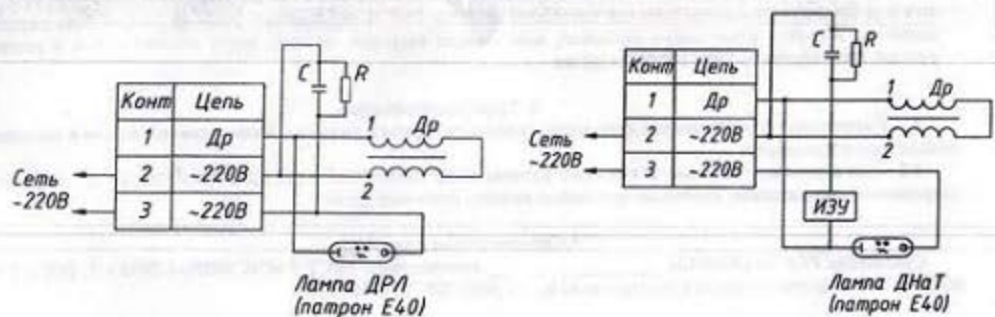 C
R
Конт Цепь
1 Др
2 ~220В
3 ~220В
Сеть
~220В
1 Др
2
Лампа ДРЛ
(патрон Е40)
C
R
Конт Цепь
1 Др
2 ~220В
3 ~220В
Сеть
~220В
1 Др
2
ИЗУ
Лампа ДНаТ
(патрон Е40)